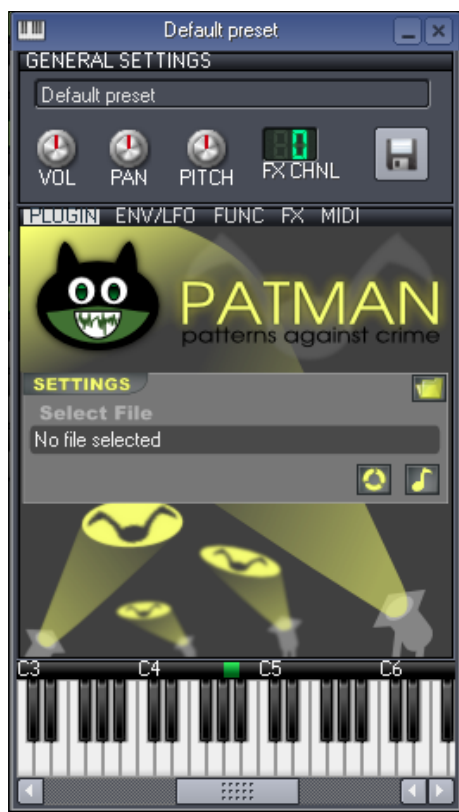 Default preset
GENERAL SETTINGS
Default preset
VOL PAN PITCH FX CHNL 0
PLUGIN ENV/LFO FUNC FX MIDI
PATMAN
patterns against crime
SETTINGS
Select File
No file selected
C3 C4 C5 C6